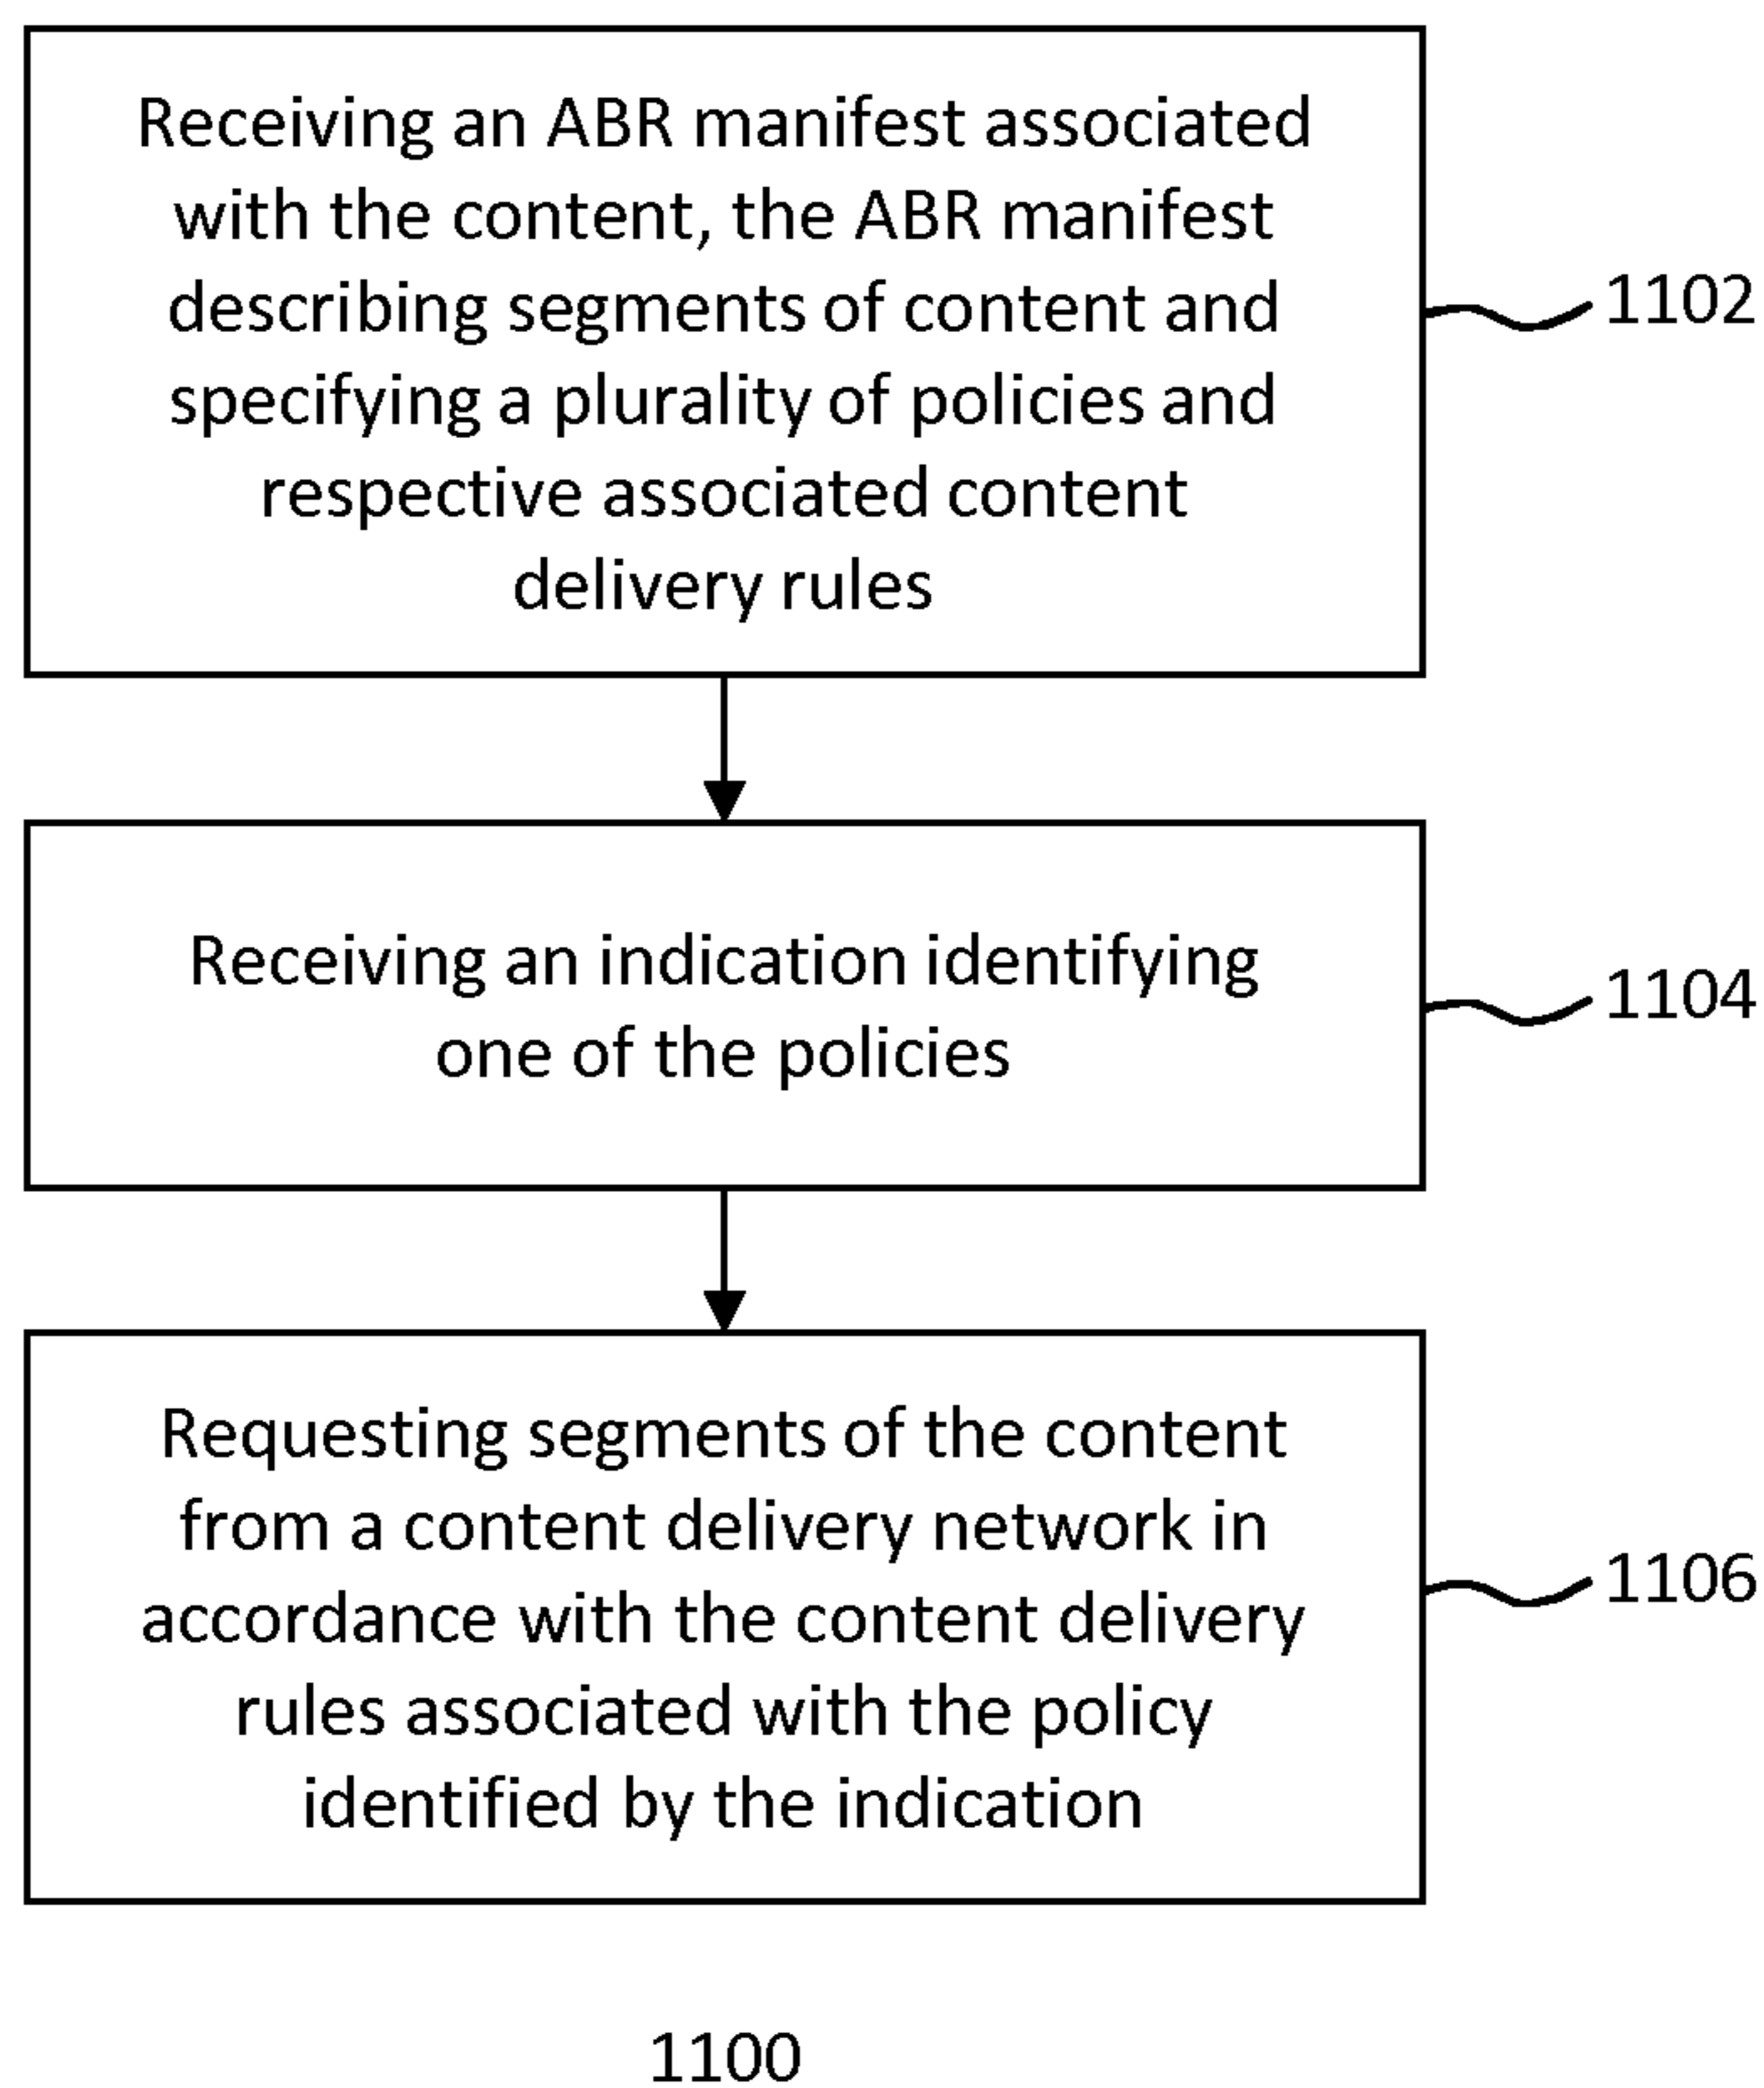 Receiving an ABR manifest associated
with the content, the ABR manifest
describing segments of content and
specifying a plurality of policies and
respective associated content
delivery rules
1102
Receiving an indication identifying
one of the policies
1104
Requesting segments of the content
from a content delivery network in
accordance with the content delivery
rules associated with the policy
identified by the indication
1106
1100